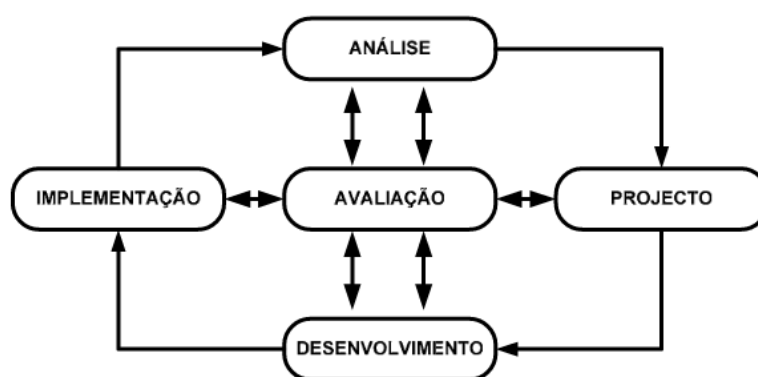 ANÁLISE
IMPLEMENTAÇÃO
AVALIAÇÃO
PROJECTO
DESENVOLVIMENTO